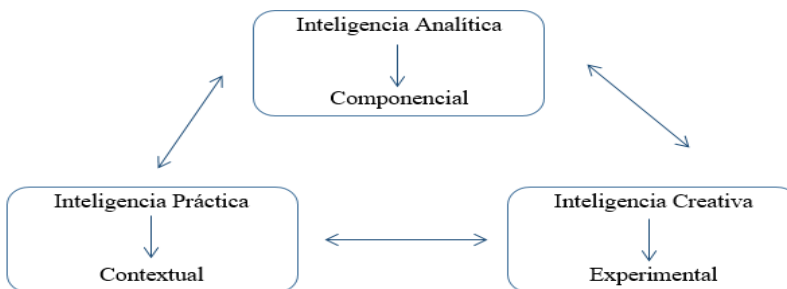 Inteligencia Analítica
Componencial
Inteligencia Práctica
Contextual
Inteligencia Creativa
Experimental